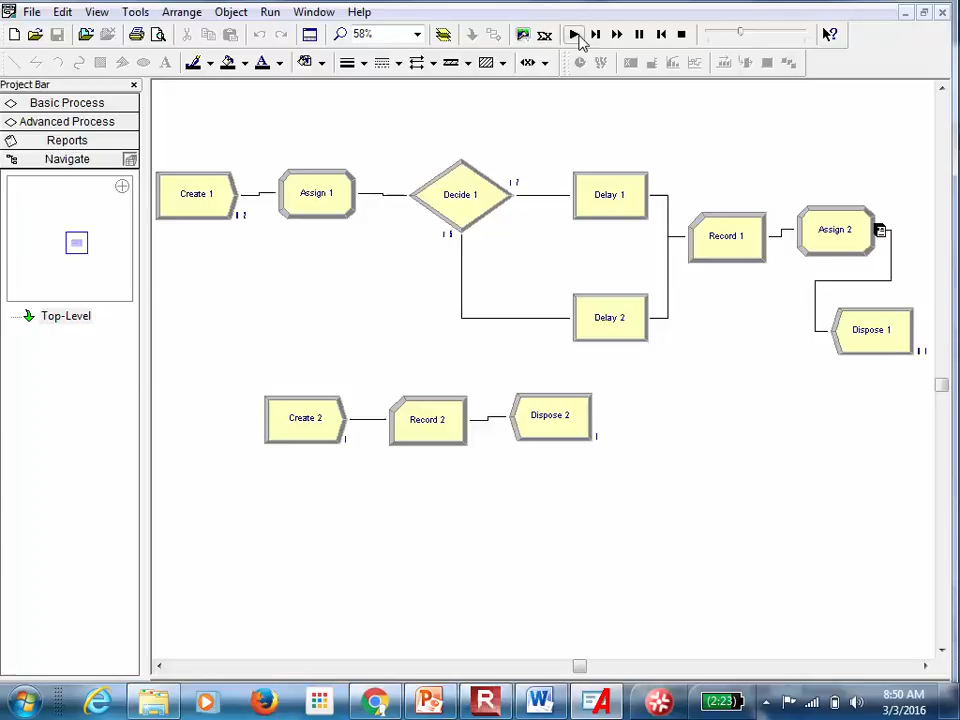 File Edit View Tools Arrange Object Run Window Help
58%
Project Bar
Basic Process
Advanced Process
Reports
Navigate
Top-Level
Create 1
Assign 1
Decide 1
Delay 1
Record 1
Assign 2
Delay 2
Dispose 1
Create 2
Record 2
Dispose 2
(2:23)
8:50 AM
3/3/2016